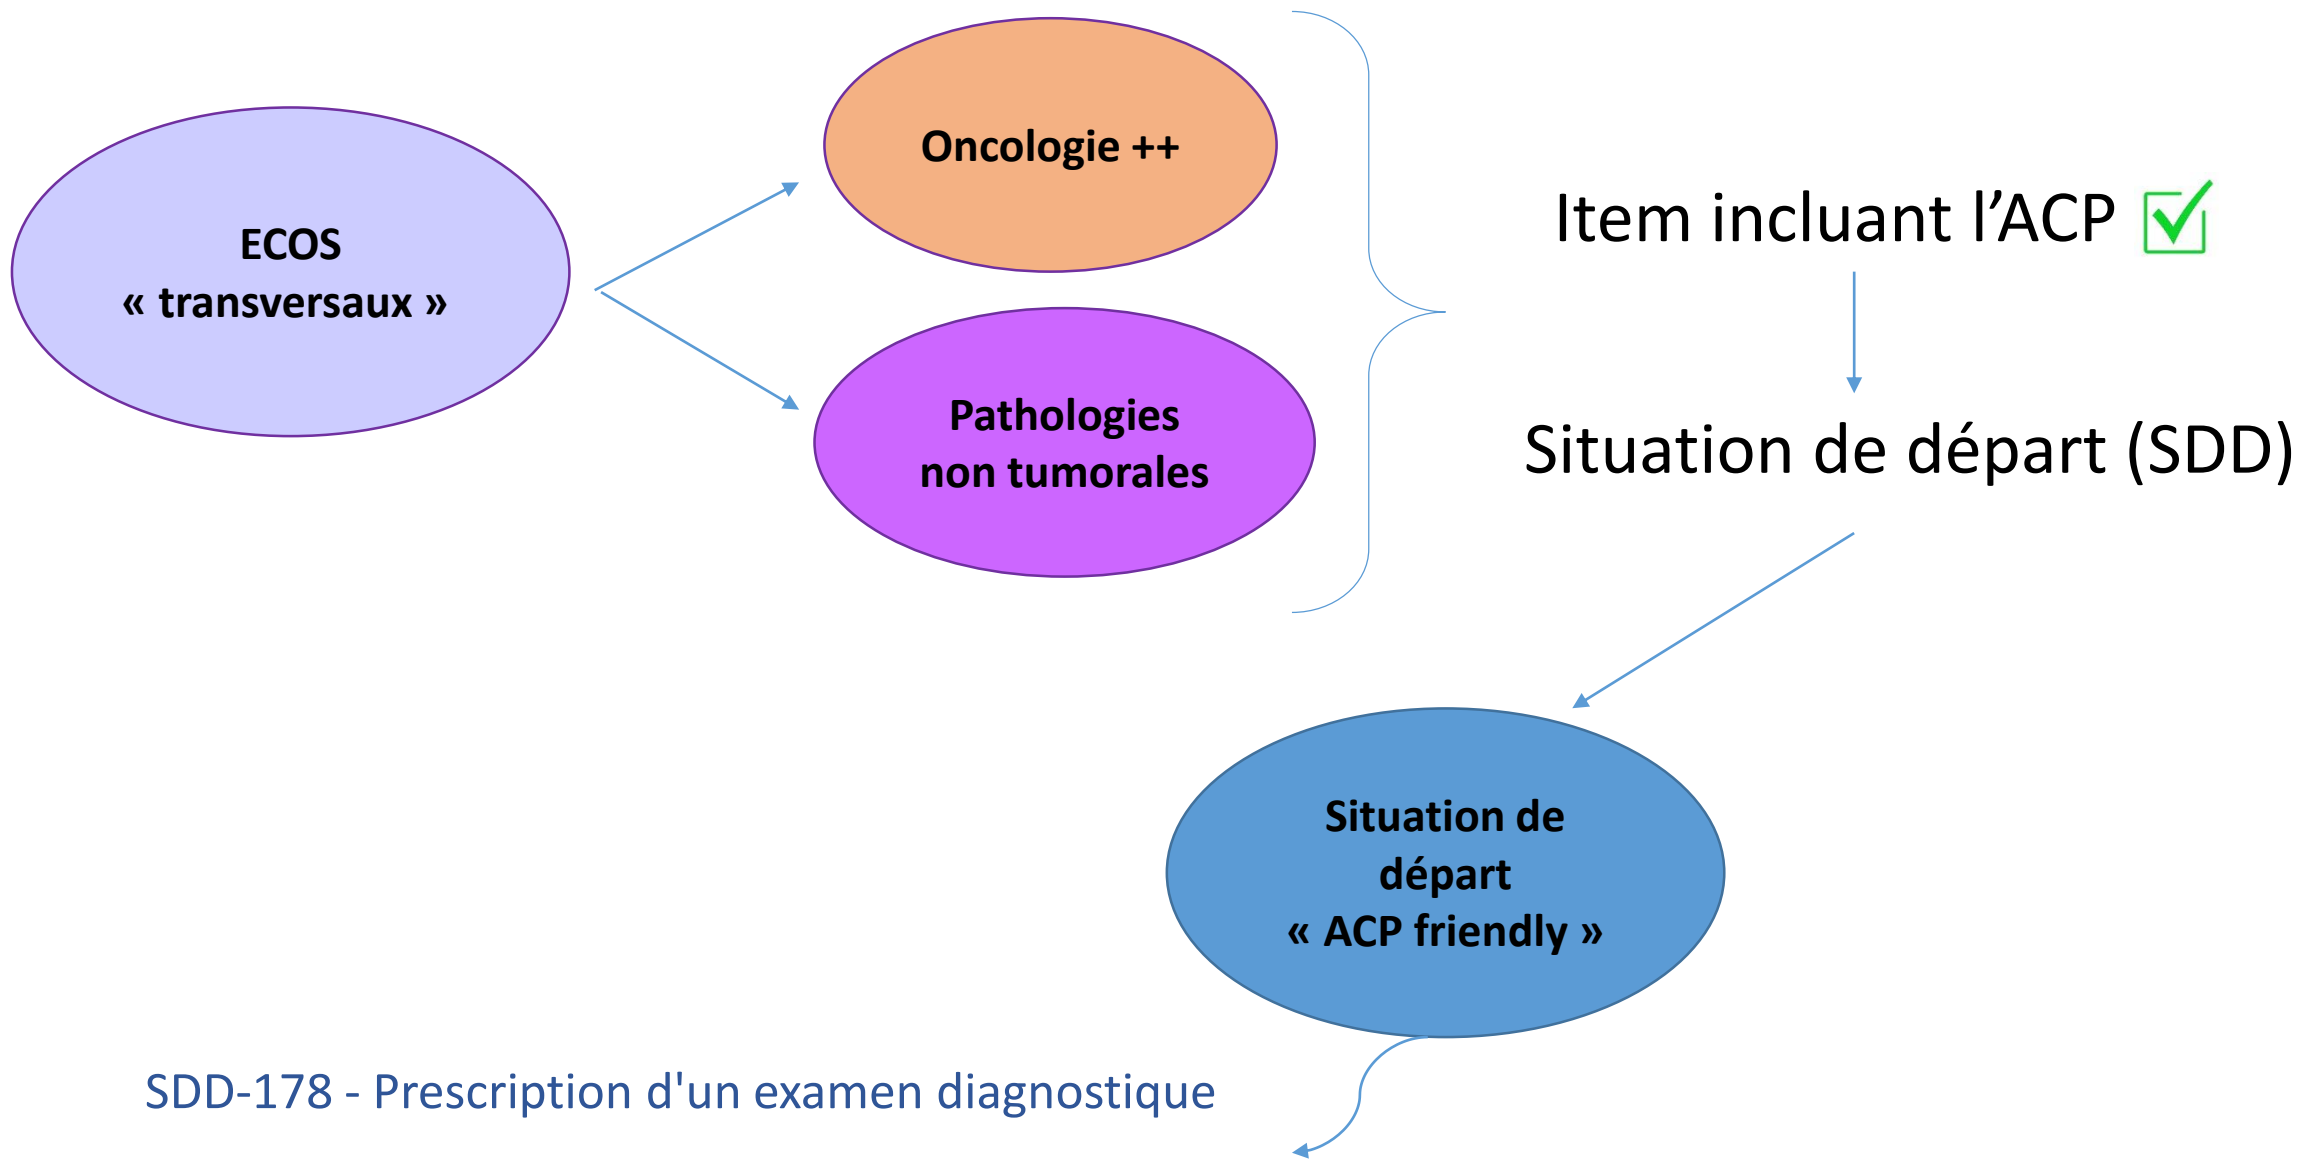 ECOS
« transversaux »
Oncologie ++
Pathologies
non tumorales
Item incluant l’ACP
Situation de départ (SDD)
Situation de
départ
« ACP friendly »
SDD-178 - Prescription d'un examen diagnostique